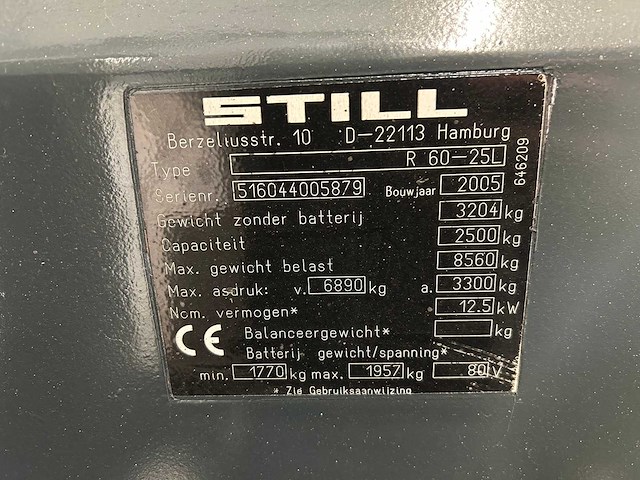 STILL
Berzeliusstr. 10 D-22113 Hamburg
Type R 60-25L
Serienr. 516044005879 Bouwjaar 2005
Gewicht zonder batterij 3204 kg
Capaciteit 2500 kg
Max. gewicht belast 8560 kg
Max. asdruk: v. 6890 kg a. 3300 kg
Nom. vermogen* 12.5 kW
CE Balanceergewicht* kg
Batterij gewicht/spanning*
min. 1770 kg max. 1957 kg 80 V
* Zie Gebruiksaanwijzing
646209